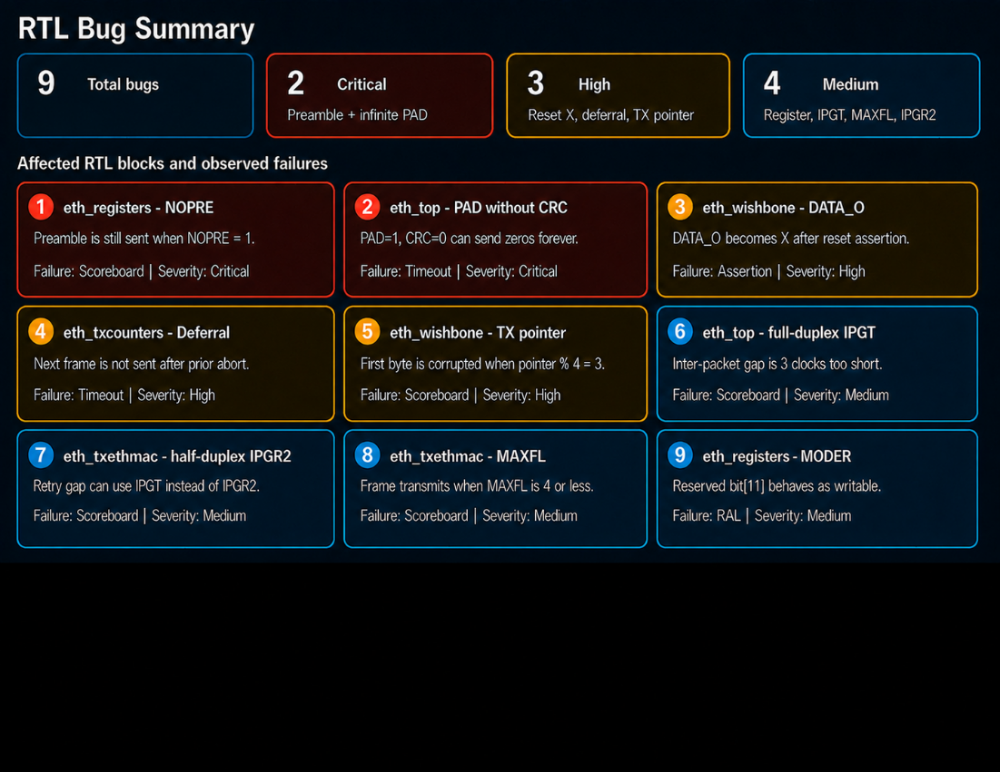 RTL Bug Summary
9 Total bugs
2 Critical
Preamble + infinite PAD
3 High
Reset X, deferral, TX pointer
4 Medium
Register, IPGT, MAXFL, IPGR2
Affected RTL blocks and observed failures
1 eth_registers - NOPRE
Preamble is still sent when NOPRE = 1.
Failure: Scoreboard | Severity: Critical
2 eth_top - PAD without CRC
PAD=1, CRC=0 can send zeros forever.
Failure: Timeout | Severity: Critical
3 eth_wishbone - DATA_O
DATA_O becomes X after reset assertion.
Failure: Assertion | Severity: High
4 eth_txcounters - Deferral
Next frame is not sent after prior abort.
Failure: Timeout | Severity: High
5 eth_wishbone - TX pointer
First byte is corrupted when pointer % 4 = 3.
Failure: Scoreboard | Severity: High
6 eth_top - full-duplex IPGT
Inter-packet gap is 3 clocks too short.
Failure: Scoreboard | Severity: Medium
7 eth_txethmac - half-duplex IPGR2
Retry gap can use IPGT instead of IPGR2.
Failure: Scoreboard | Severity: Medium
8 eth_txethmac - MAXFL
Frame transmits when MAXFL is 4 or less.
Failure: Scoreboard | Severity: Medium
9 eth_registers - MODER
Reserved bit[11] behaves as writable.
Failure: RAL | Severity: Medium